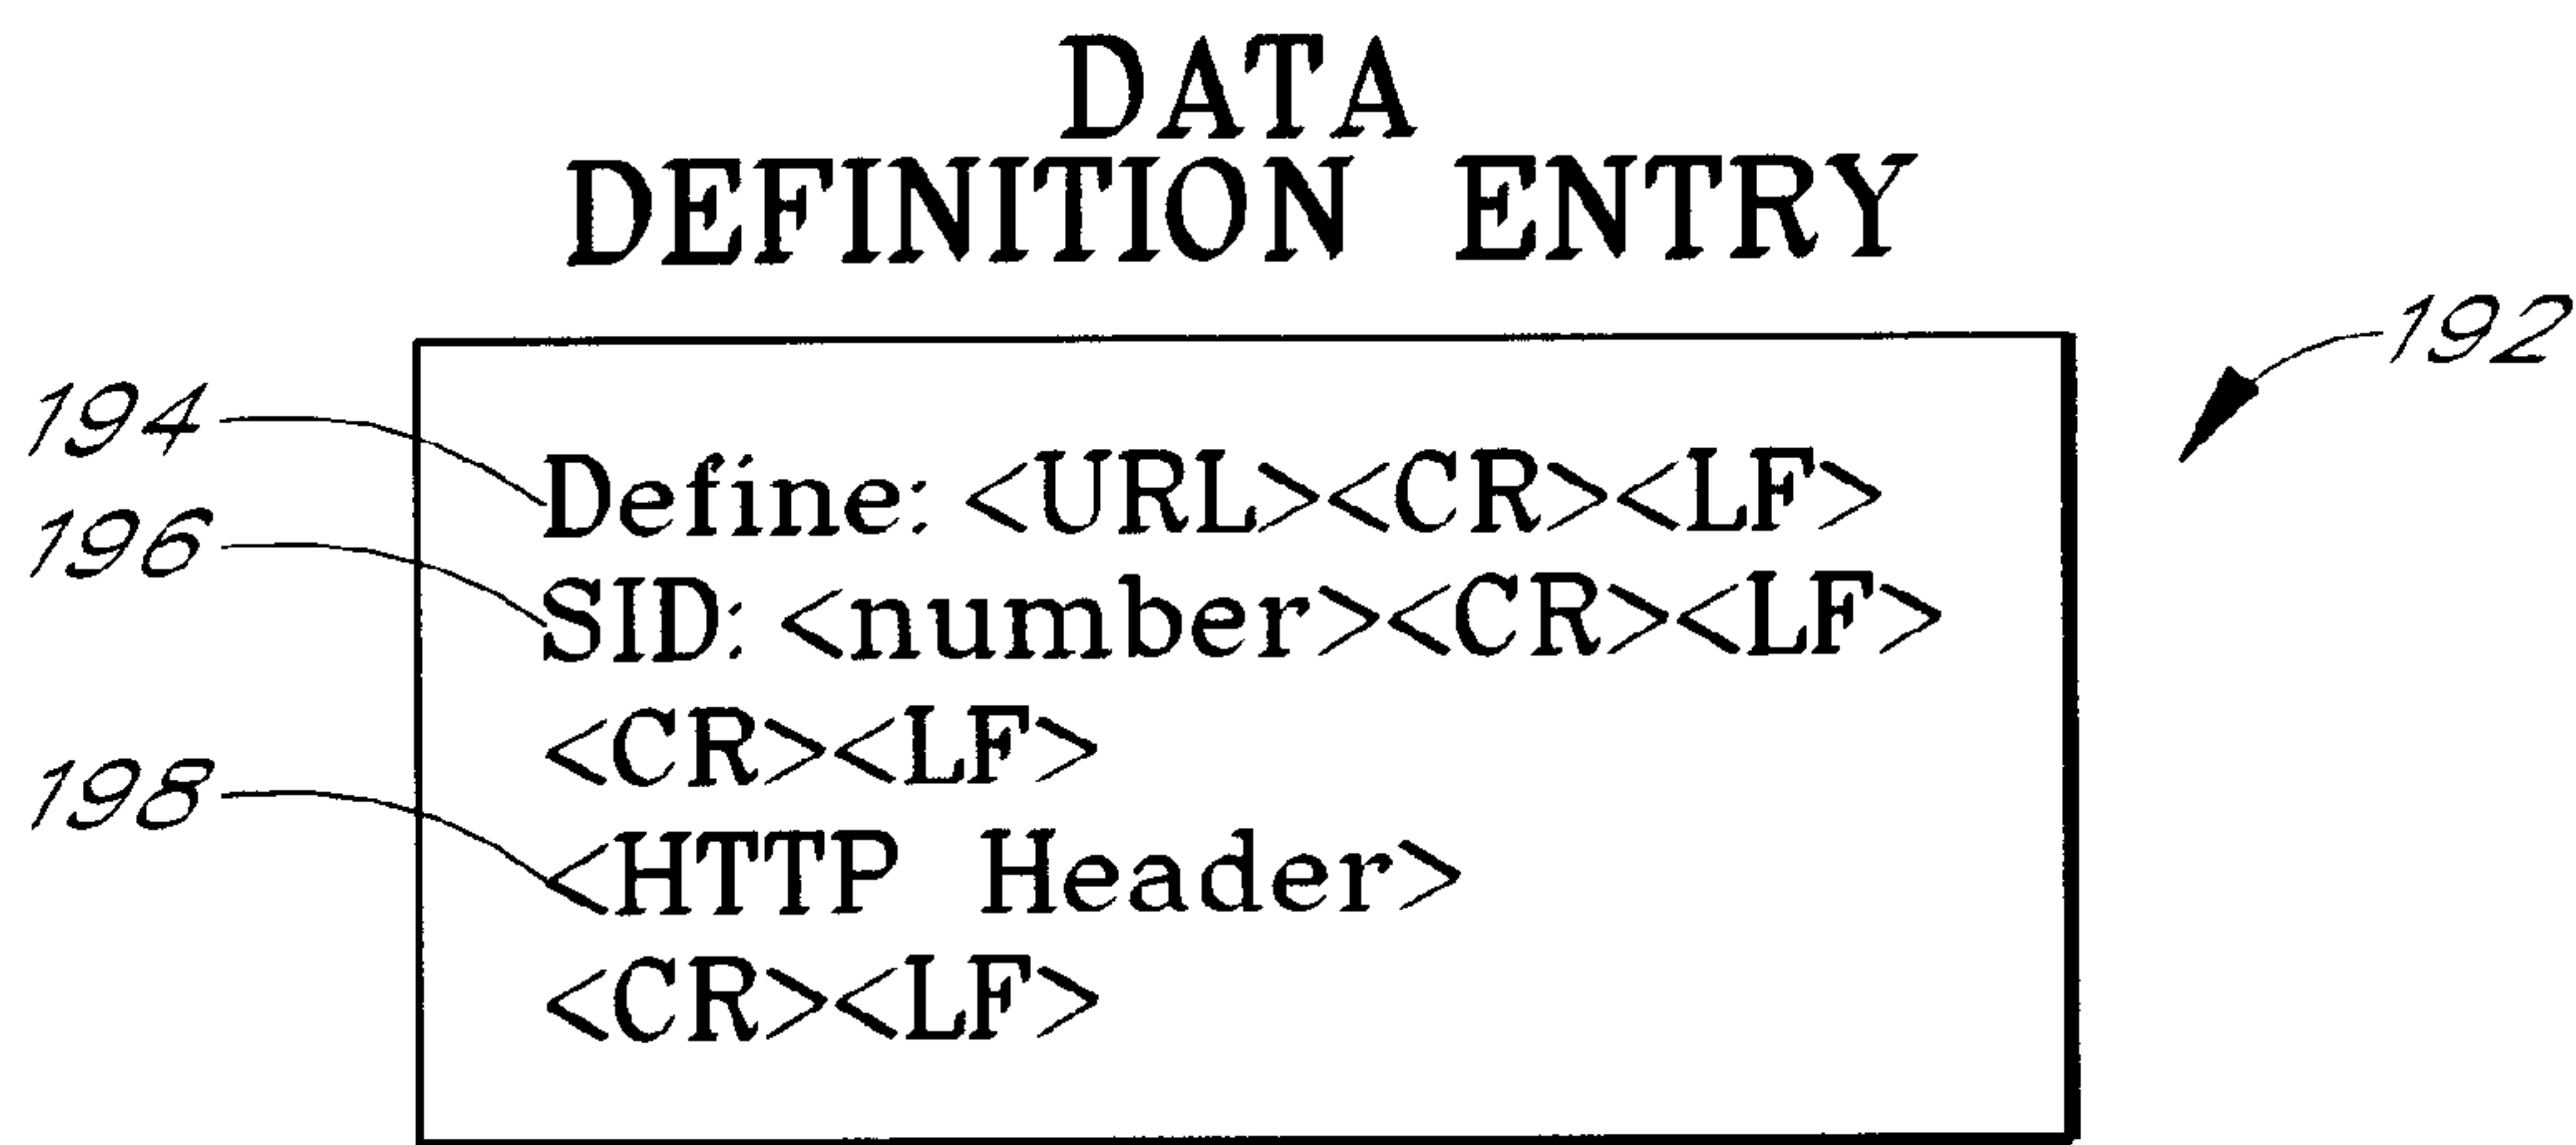 DATA
DEFINITION ENTRY
192
194
Define: <URL><CR><LF>
196
SID: <number><CR><LF>
<CR><LF>
198
<HTTP Header>
<CR><LF>